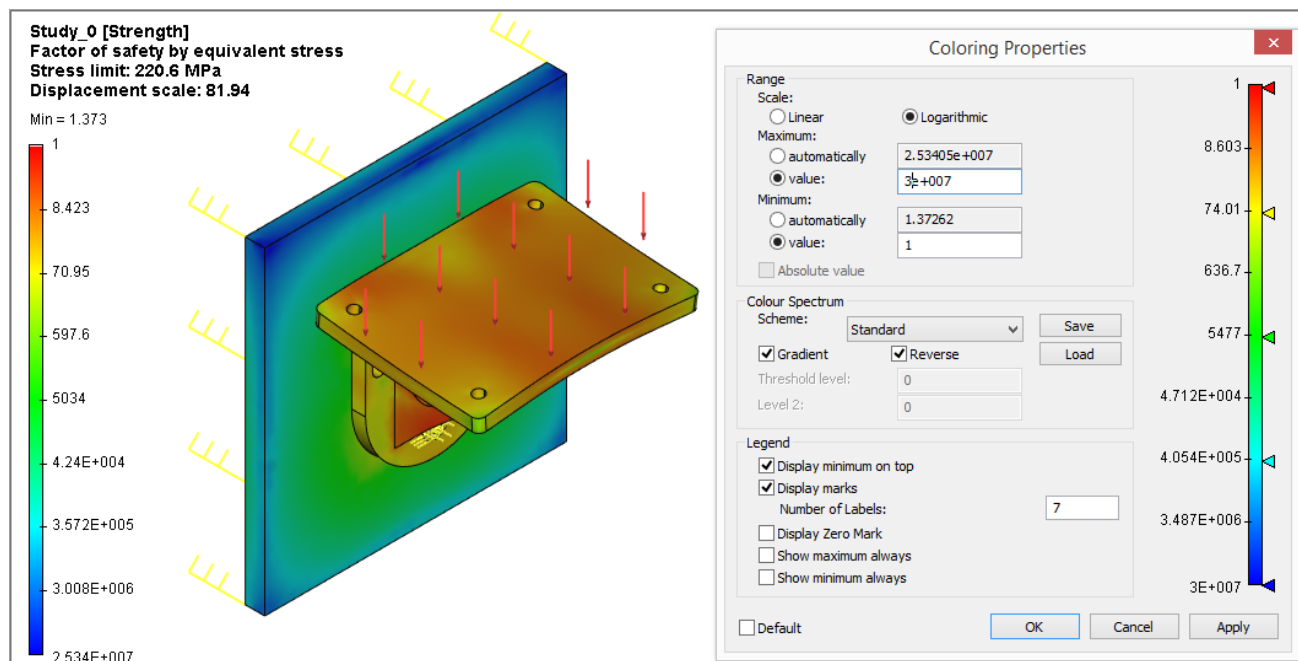 Study_0 [Strength]
Factor of safety by equivalent stress
Stress limit: 220.6 MPa
Displacement scale: 81.94
Min = 1.373
1
8.423
70.95
597.6
5034
4.24E+004
3.572E+005
3.008E+006
2.534E+007
Coloring Properties
Range
Scale:
Linear
Logarithmic
Maximum:
automatically
2.53405e+007
value:
3e+007
Minimum:
automatically
1.37262
value:
1
Absolute value
Colour Spectrum
Scheme:
Standard
Save
Gradient
Reverse
Load
Threshold level:
0
Level 2:
0
Legend
Display minimum on top
Display marks
Number of Labels:
7
Display Zero Mark
Show maximum always
Show minimum always
1
8.603
74.01
636.7
5477
4.712E+004
4.054E+005
3.487E+006
3E+007
Default
OK
Cancel
Apply